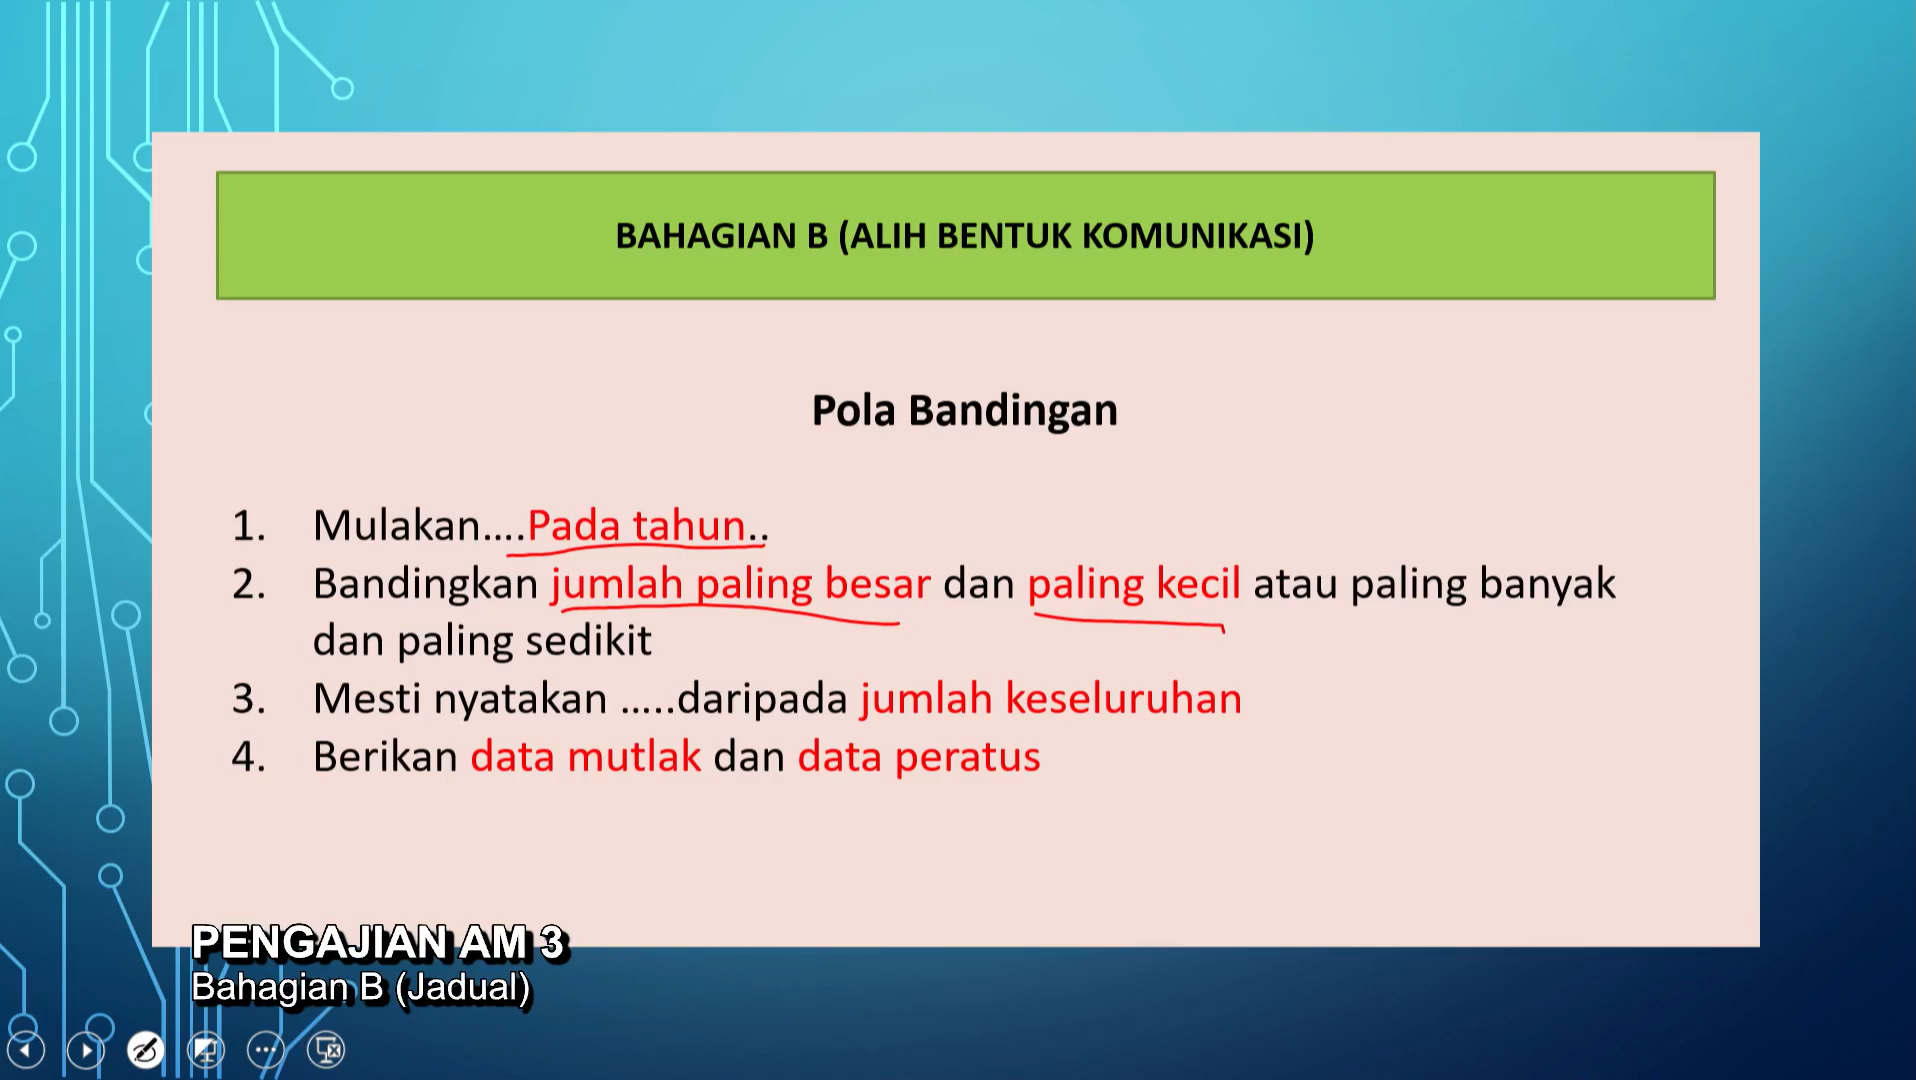 BAHAGIAN B (ALIH BENTUK KOMUNIKASI)
Pola Bandingan
1. Mulakan....Pada tahun..
2. Bandingkan jumlah paling besar dan paling kecil atau paling banyak
dan paling sedikit
3. Mesti nyatakan .....daripada jumlah keseluruhan
4. Berikan data mutlak dan data peratus
PENGAJIAN AM 3
Bahagian B (Jadual)